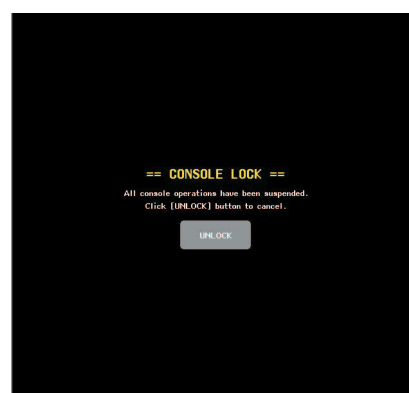 == CONSOLE LOCK ==
All console operations have been suspended.
Click [UNLOCK] button to cancel.
UNLOCK